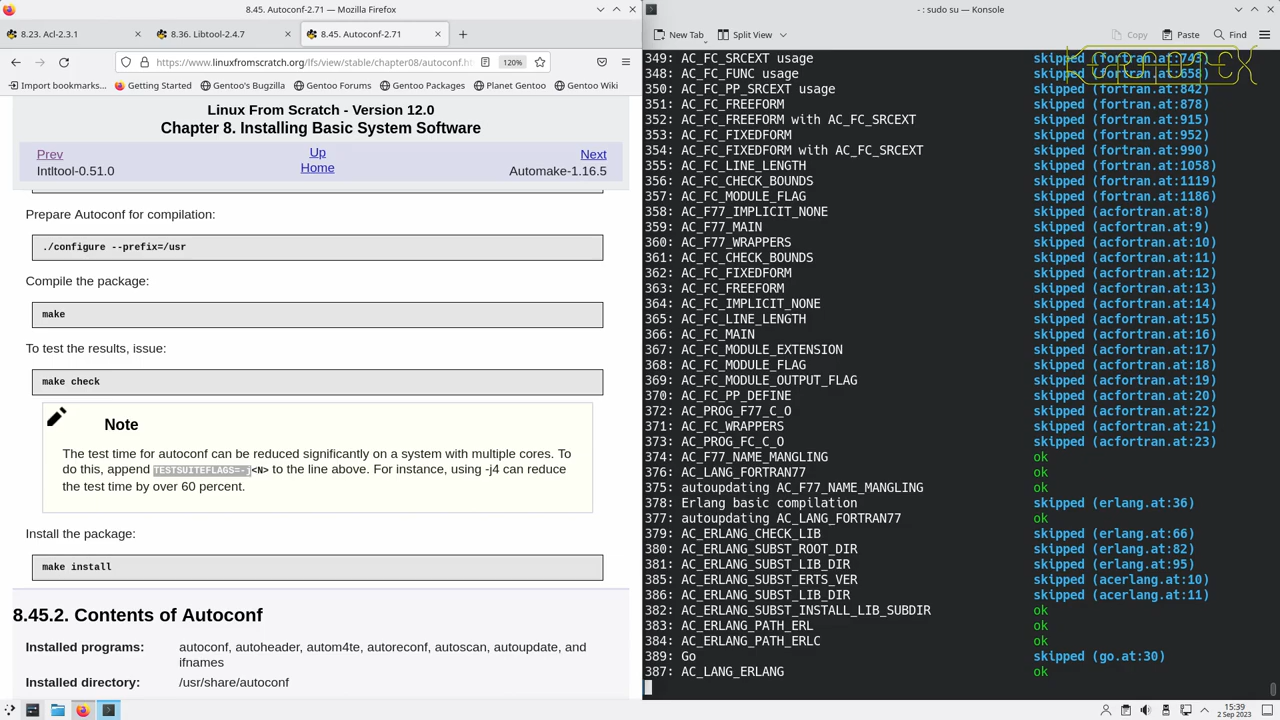 8.45. Autoconf-2.71 — Mozilla Firefox
8.23. Acl-2.3.1
8.36. Libtool-2.4.7
8.45. Autoconf-2.71
https://www.linuxfromscratch.org/lfs/view/stable/chapter08/autoconf.h
120%
Import bookmarks...
Getting Started
Gentoo's Bugzilla
Gentoo Forums
Gentoo Packages
Planet Gentoo
Gentoo Wiki
Linux From Scratch - Version 12.0
Chapter 8. Installing Basic System Software
Prev
Up
Next
Intltool-0.51.0
Home
Automake-1.16.5
Prepare Autoconf for compilation:
./configure --prefix=/usr
Compile the package:
make
To test the results, issue:
make check
Note
The test time for autoconf can be reduced significantly on a system with multiple cores. To
do this, append TESTSUITEFLAGS=-j<N> to the line above. For instance, using -j4 can reduce
the test time by over 60 percent.
Install the package:
make install
8.45.2. Contents of Autoconf
Installed programs: autoconf, autoheader, autom4te, autoreconf, autoscan, autoupdate, and
ifnames
Installed directory: /usr/share/autoconf
- : sudo su — Konsole
New Tab
Split View
Copy
Paste
Find
349: AC_FC_SRCEXT usage skipped (fortran.at:743)
348: AC_FC_FUNC usage skipped (fortran.at:658)
350: AC_FC_PP_SRCEXT usage skipped (fortran.at:842)
351: AC_FC_FREEFORM skipped (fortran.at:878)
352: AC_FC_FREEFORM with AC_FC_SRCEXT skipped (fortran.at:915)
353: AC_FC_FIXEDFORM skipped (fortran.at:952)
354: AC_FC_FIXEDFORM with AC_FC_SRCEXT skipped (fortran.at:990)
355: AC_FC_LINE_LENGTH skipped (fortran.at:1058)
356: AC_FC_CHECK_BOUNDS skipped (fortran.at:1119)
357: AC_FC_MODULE_FLAG skipped (fortran.at:1186)
358: AC_F77_IMPLICIT_NONE skipped (acfortran.at:8)
359: AC_F77_MAIN skipped (acfortran.at:9)
360: AC_F77_WRAPPERS skipped (acfortran.at:10)
361: AC_FC_CHECK_BOUNDS skipped (acfortran.at:11)
362: AC_FC_FIXEDFORM skipped (acfortran.at:12)
363: AC_FC_FREEFORM skipped (acfortran.at:13)
364: AC_FC_IMPLICIT_NONE skipped (acfortran.at:14)
365: AC_FC_LINE_LENGTH skipped (acfortran.at:15)
366: AC_FC_MAIN skipped (acfortran.at:16)
367: AC_FC_MODULE_EXTENSION skipped (acfortran.at:17)
368: AC_FC_MODULE_FLAG skipped (acfortran.at:18)
369: AC_FC_MODULE_OUTPUT_FLAG skipped (acfortran.at:19)
370: AC_FC_PP_DEFINE skipped (acfortran.at:20)
372: AC_PROG_F77_C_O skipped (acfortran.at:22)
371: AC_FC_WRAPPERS skipped (acfortran.at:21)
373: AC_PROG_FC_C_O skipped (acfortran.at:23)
374: AC_F77_NAME_MANGLING ok
376: AC_LANG_FORTRAN77 ok
375: autoupdating AC_F77_NAME_MANGLING ok
378: Erlang basic compilation skipped (erlang.at:36)
377: autoupdating AC_LANG_FORTRAN77 ok
379: AC_ERLANG_CHECK_LIB skipped (erlang.at:66)
380: AC_ERLANG_SUBST_ROOT_DIR skipped (erlang.at:82)
381: AC_ERLANG_SUBST_LIB_DIR skipped (erlang.at:95)
385: AC_ERLANG_SUBST_ERTS_VER skipped (acerlang.at:10)
386: AC_ERLANG_SUBST_LIB_DIR skipped (acerlang.at:11)
382: AC_ERLANG_SUBST_INSTALL_LIB_SUBDIR ok
383: AC_ERLANG_PATH_ERL ok
384: AC_ERLANG_PATH_ERLC ok
389: Go skipped (go.at:30)
387: AC_LANG_ERLANG ok
15:39
2 Sep 2023